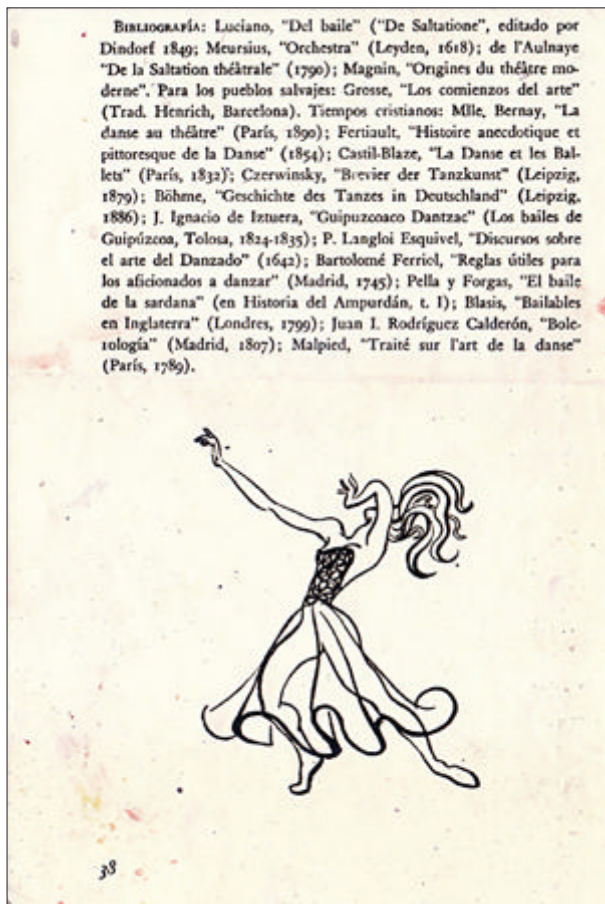 BIBLIOGRAFÍA: Luciano, "Del baile" ("De Saltatione", editado por
Dindorf 1849; Meursius, "Orchestra" (Leyden, 1618); de l'Aulnaye
"De la Saltation théâtrale" (1790); Magnin, "Origines du théâtre mo-
derne". Para los pueblos salvajes: Grosse, "Los comienzos del arte"
(Trad. Henrich, Barcelona). Tiempos cristianos: Mlle. Bernay, "La
danse au théâtre" (París, 1890); Fertiault, "Histoire anecdotique et
pittoresque de la Danse" (1854); Castil-Blaze, "La Danse et les Bal-
lets" (París, 1832); Czerwinsky, "Brevier der Tanzkunst" (Leipzig,
1879); Böhme, "Geschichte des Tanzes in Deutschland" (Leipzig,
1886); J. Ignacio de Iztuera, "Guipuzcoaco Dantzac" (Los bailes de
Guipúzcoa, Tolosa, 1824-1835); P. Langloi Esquivel, "Discursos sobre
el arte del Danzado" (1642); Bartolomé Ferriol, "Reglas útiles para
los aficionados a danzar" (Madrid, 1745); Pella y Forgas, "El baile
de la sardana" (en Historia del Ampurdán, t. I); Blasis, "Bailables
en Inglaterra" (Londres, 1799); Juan I. Rodríguez Calderón, "Bole-
rología" (Madrid, 1807); Malpied, "Traité sur l'art de la danse"
(París, 1789).
38